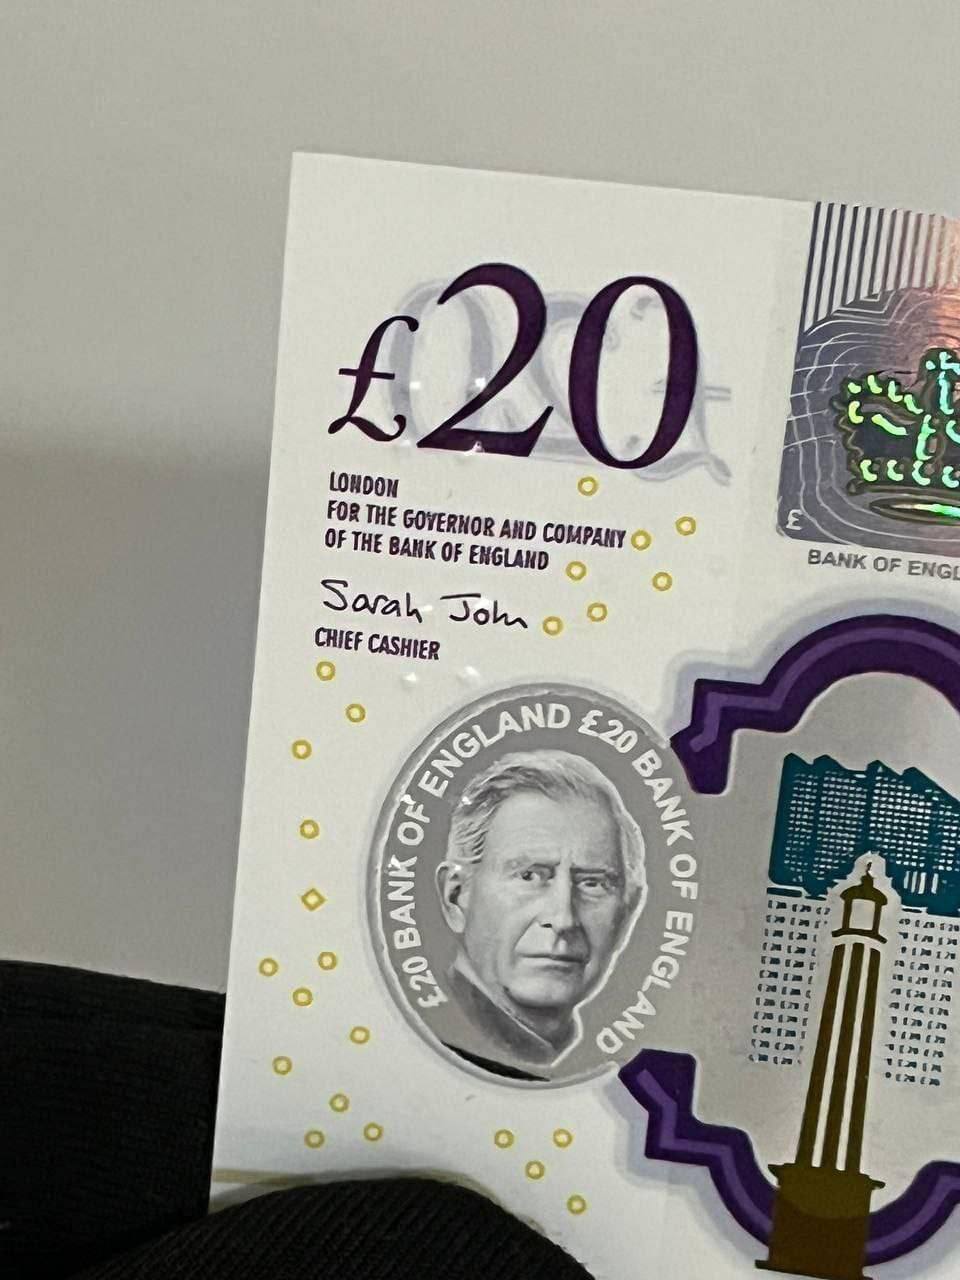 £20
LONDON
FOR THE GOVERNOR AND COMPANY
OF THE BANK OF ENGLAND
Sarah John
CHIEF CASHIER
£
BANK OF ENGL
£20 BANK OF ENGLAND £20 BANK OF ENGLAND